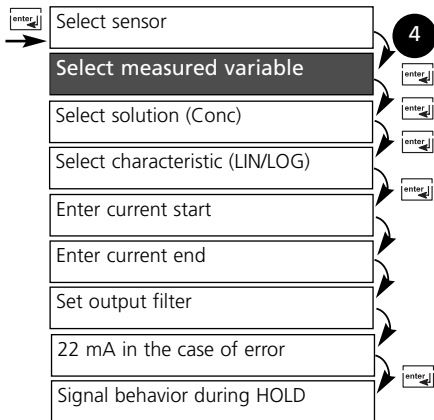 enter
Select sensor
4
Select measured variable
enter
Select solution (Conc)
enter
enter
Select characteristic (LIN/LOG)
enter
Enter current start
Enter current end
Set output filter
22 mA in the case of error
enter
Signal behavior during HOLD